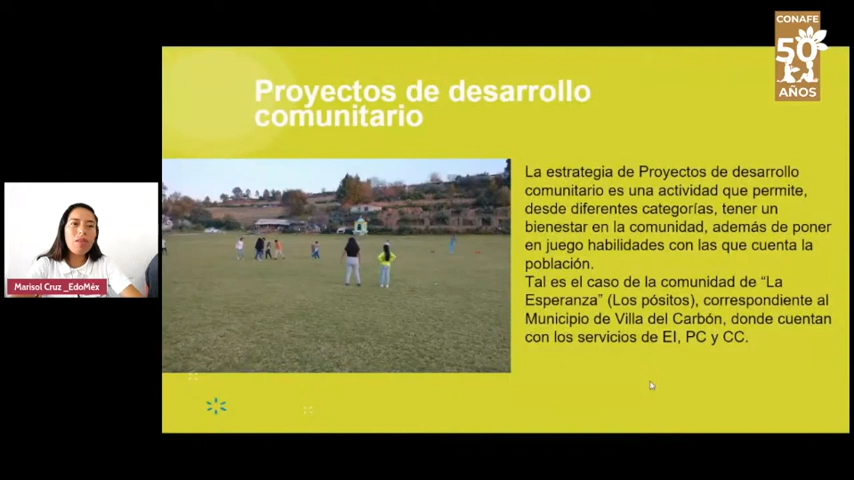 CONAFE
50
AÑOS
Proyectos de desarrollo
comunitario
La estrategia de Proyectos de desarrollo
comunitario es una actividad que permite,
desde diferentes categorías, tener un
bienestar en la comunidad, además de poner
en juego habilidades con las que cuenta la
población.
Tal es el caso de la comunidad de “La
Esperanza” (Los pósitos), correspondiente al
Municipio de Villa del Carbón, donde cuentan
con los servicios de EI, PC y CC.
Marisol Cruz _EdoMéx